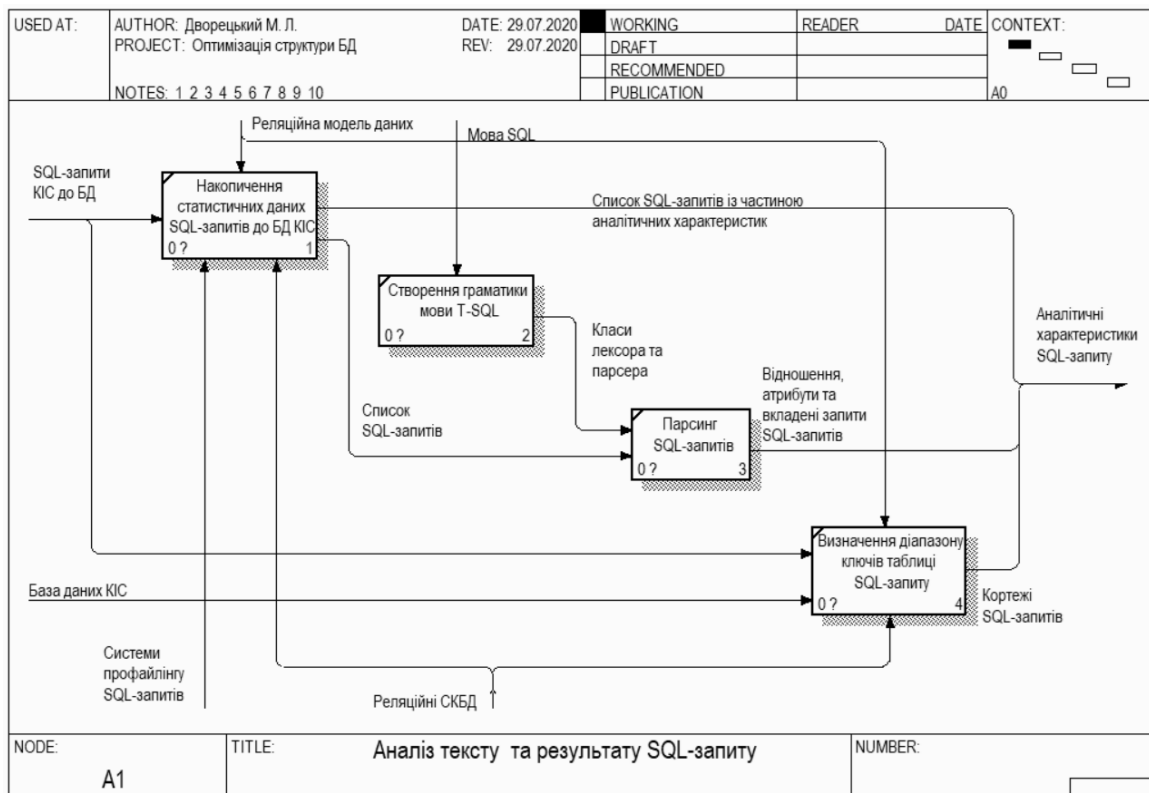 USED AT:
AUTHOR: Дворецький М. Л.
DATE: 29.07.2020
WORKING
READER
DATE
CONTEXT:
PROJECT: Оптимізація структури БД
REV: 29.07.2020
DRAFT
RECOMMENDED
NOTES: 1 2 3 4 5 6 7 8 9 10
PUBLICATION
A0
Реляційна модель даних
Мова SQL
SQL-запити
КІС до БД
Накопичення
статистичних даних
SQL-запитів до БД КІС
0 ?
1
Список SQL-запитів із частиною
аналітичних характеристик
Створення граматики
мови T-SQL
0 ?
2
Класи
лексора та
парсера
Аналітичні
характеристики
SQL-запиту
Відношення,
атрибути та
вкладені запити
SQL-запитів
Список
SQL-запитів
Парсинг
SQL-запитів
0 ?
3
Визначення діапазону
ключів таблиці
SQL-запиту
0 ?
4
База даних КІС
Кортежі
SQL-запитів
Системи
профайлінгу
SQL-запитів
Реляційні СКБД
NODE:
A1
TITLE:
Аналіз тексту та результату SQL-запиту
NUMBER: